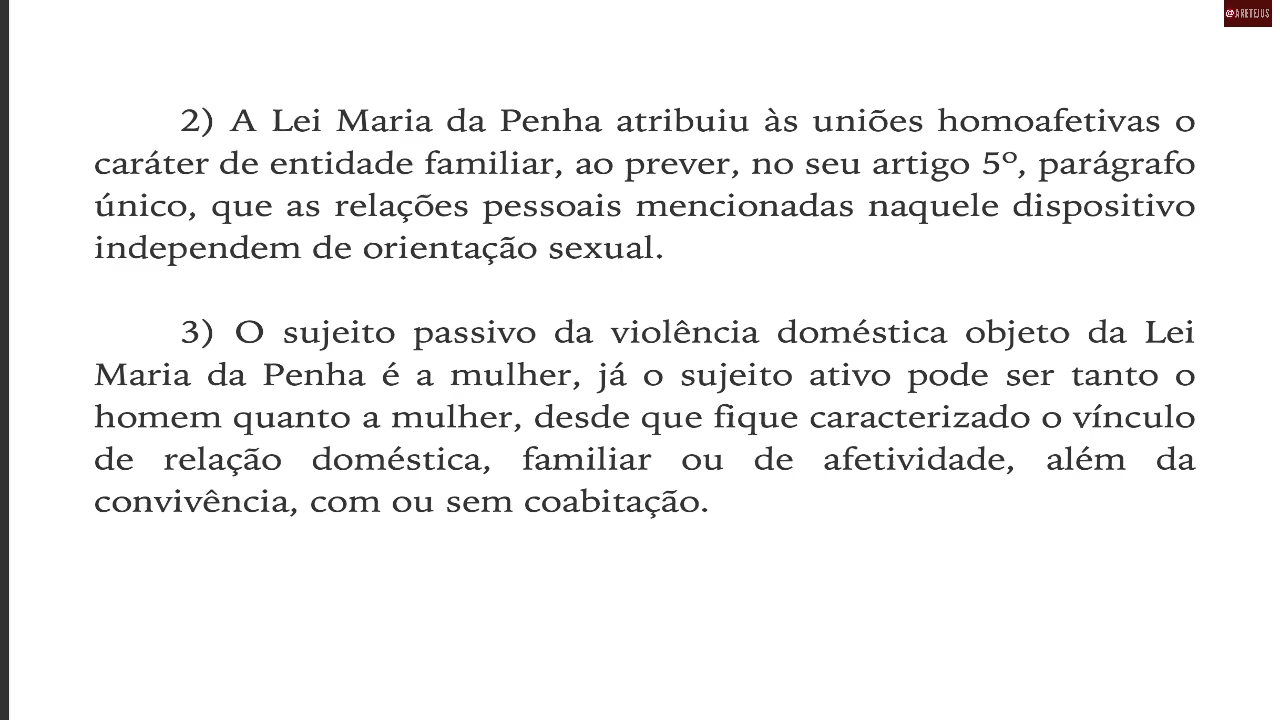 @ARETEJUS
2) A Lei Maria da Penha atribuiu às uniões homoafetivas o
caráter de entidade familiar, ao prever, no seu artigo 5º, parágrafo
único, que as relações pessoais mencionadas naquele dispositivo
independem de orientação sexual.
3) O sujeito passivo da violência doméstica objeto da Lei
Maria da Penha é a mulher, já o sujeito ativo pode ser tanto o
homem quanto a mulher, desde que fique caracterizado o vínculo
de relação doméstica, familiar ou de afetividade, além da
convivência, com ou sem coabitação.